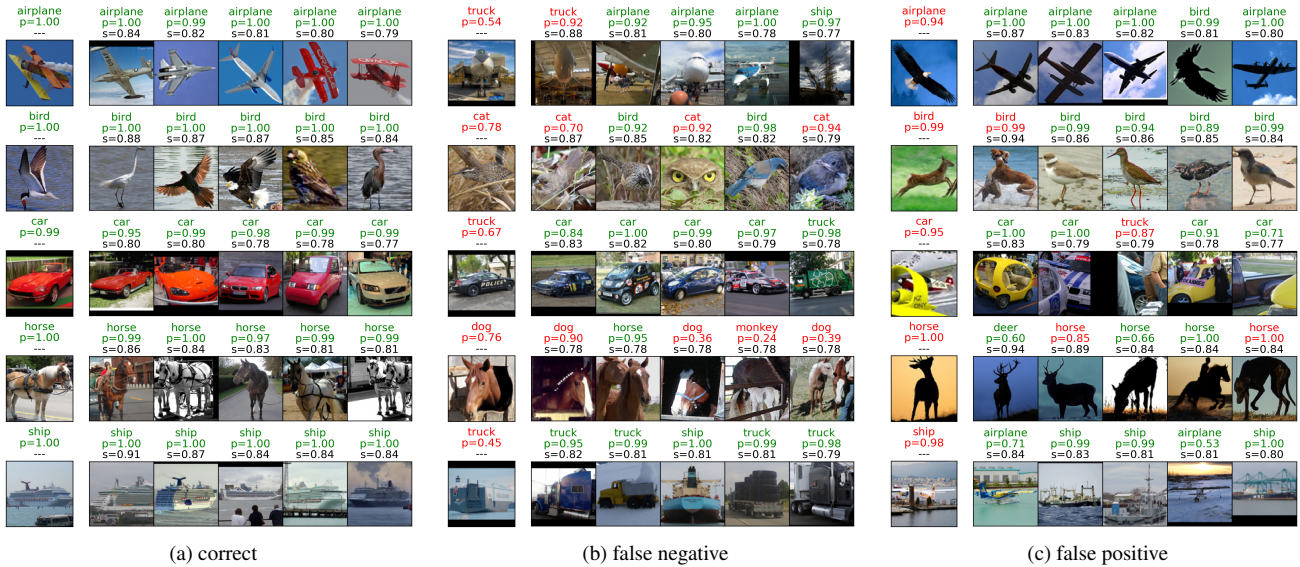 airplane airplane airplane airplane airplane airplane
p=1.00 p=1.00 p=0.99 p=1.00 p=1.00 p=1.00
--- s=0.84 s=0.82 s=0.81 s=0.80 s=0.79
bird bird bird bird bird bird
p=1.00 p=1.00 p=1.00 p=1.00 p=1.00 p=1.00
--- s=0.88 s=0.87 s=0.87 s=0.85 s=0.84
car car car car car car
p=0.99 p=0.95 p=0.99 p=0.98 p=0.99 p=0.99
--- s=0.80 s=0.80 s=0.78 s=0.78 s=0.77
horse horse horse horse horse horse
p=1.00 p=0.99 p=1.00 p=0.97 p=0.99 p=0.99
--- s=0.86 s=0.84 s=0.83 s=0.81 s=0.81
ship ship ship ship ship ship
p=1.00 p=1.00 p=1.00 p=1.00 p=1.00 p=1.00
--- s=0.91 s=0.87 s=0.84 s=0.84 s=0.84
(a) correct
truck truck airplane airplane airplane ship
p=0.54 p=0.92 p=0.92 p=0.95 p=1.00 p=0.97
--- s=0.88 s=0.81 s=0.80 s=0.78 s=0.77
cat cat bird cat bird cat
p=0.78 p=0.70 p=0.92 p=0.92 p=0.98 p=0.94
--- s=0.87 s=0.85 s=0.82 s=0.82 s=0.79
truck car car car car truck
p=0.67 p=0.84 p=1.00 p=0.99 p=0.97 p=0.98
--- s=0.83 s=0.82 s=0.80 s=0.79 s=0.78
POLICE
dog dog horse dog monkey dog
p=0.76 p=0.90 p=0.95 p=0.36 p=0.24 p=0.39
--- s=0.78 s=0.78 s=0.78 s=0.78 s=0.78
truck truck truck ship truck truck
p=0.45 p=0.95 p=0.99 p=1.00 p=0.99 p=0.98
--- s=0.82 s=0.81 s=0.81 s=0.81 s=0.79
(b) false negative
airplane airplane airplane airplane bird airplane
p=0.94 p=1.00 p=1.00 p=1.00 p=0.99 p=1.00
--- s=0.87 s=0.83 s=0.82 s=0.81 s=0.80
bird bird bird bird bird bird
p=0.99 p=0.99 p=0.99 p=0.94 p=0.89 p=0.99
--- s=0.94 s=0.86 s=0.86 s=0.85 s=0.84
car car car truck car car
p=0.95 p=1.00 p=1.00 p=0.87 p=0.91 p=0.71
--- s=0.83 s=0.79 s=0.79 s=0.78 s=0.77
horse deer horse horse horse horse
p=1.00 p=0.60 p=0.85 p=0.66 p=1.00 p=1.00
--- s=0.94 s=0.89 s=0.84 s=0.84 s=0.84
ship airplane ship ship airplane ship
p=0.98 p=0.71 p=0.99 p=0.99 p=0.53 p=1.00
--- s=0.84 s=0.83 s=0.81 s=0.81 s=0.80
(c) false positive